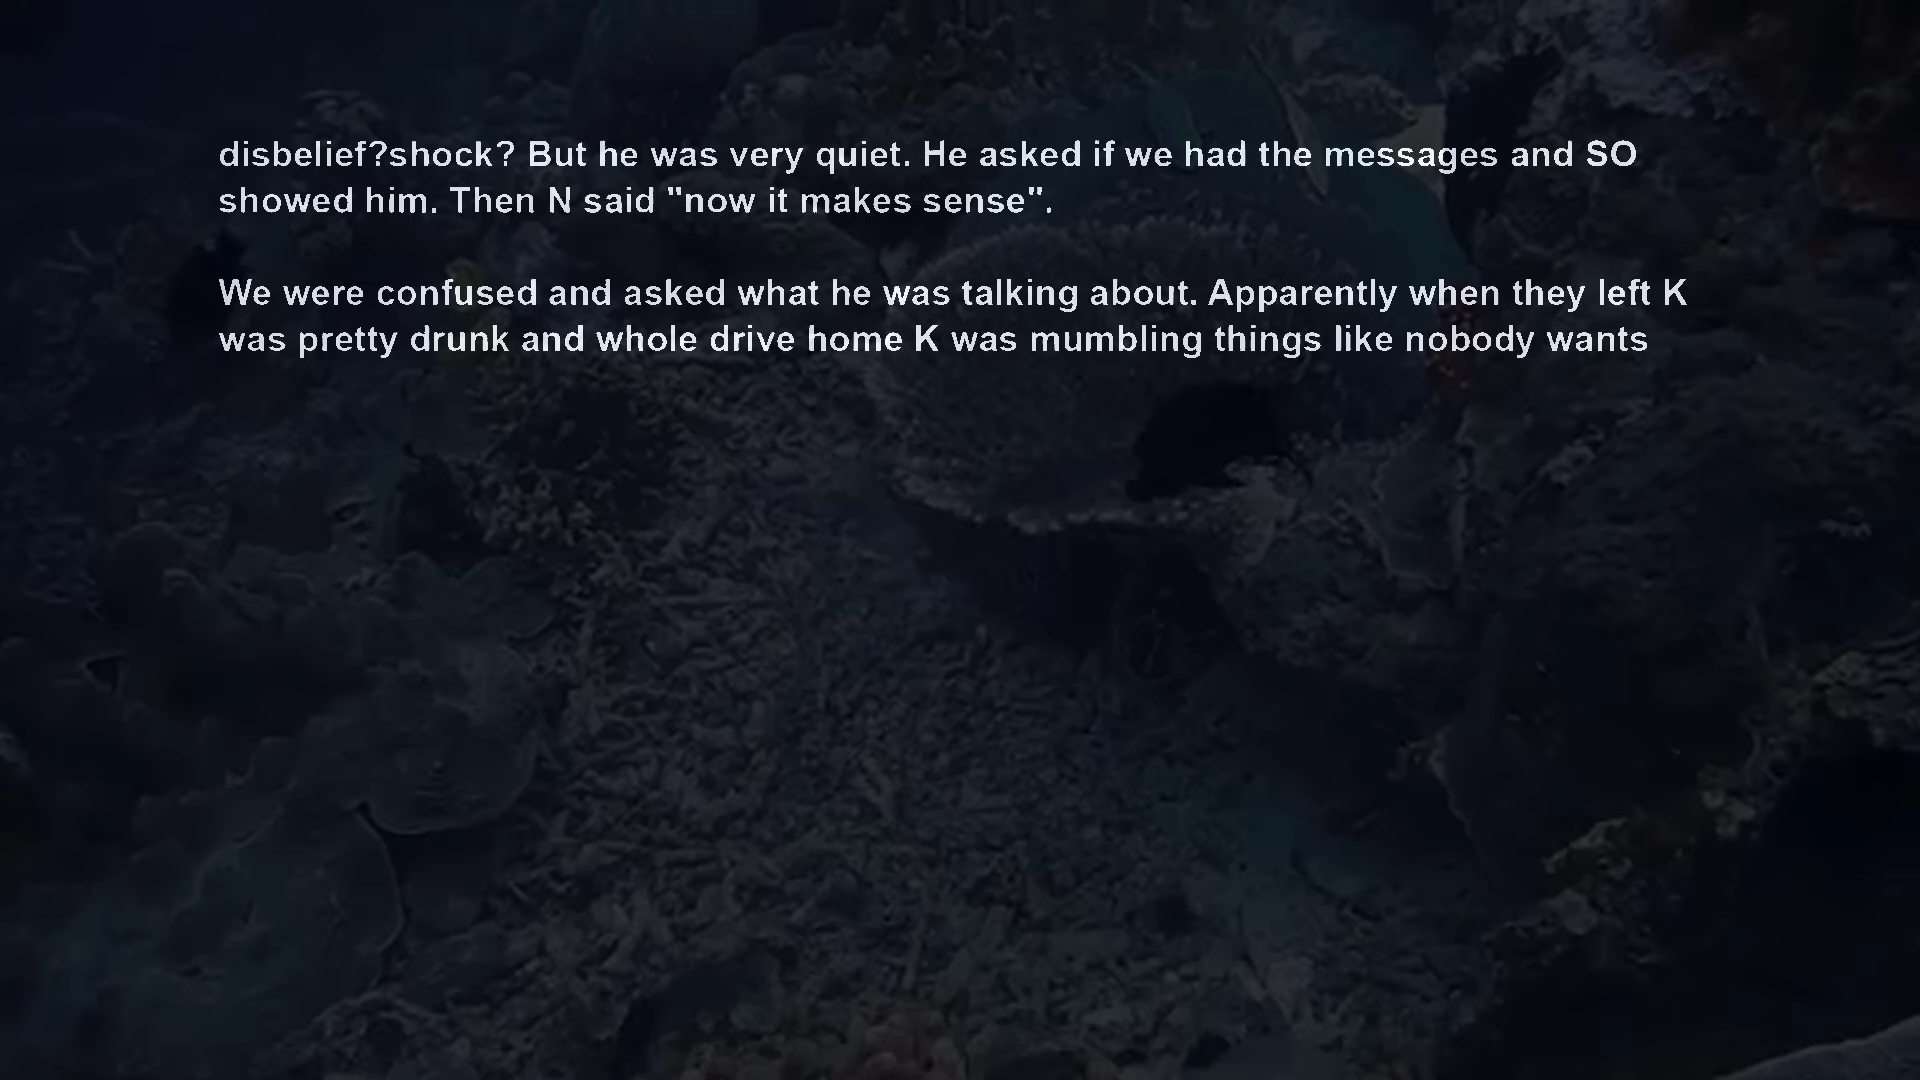 disbelief?shock? But he was very quiet. He asked if we had the messages and SO
showed him. Then N said "now it makes sense".
We were confused and asked what he was talking about. Apparently when they left K
was pretty drunk and whole drive home K was mumbling things like nobody wants